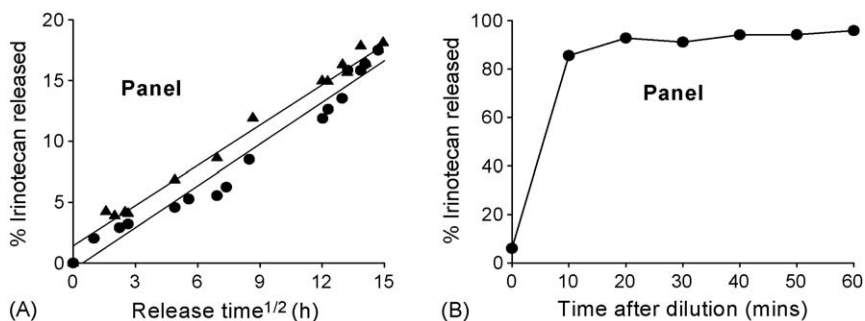 20
15
10
5
0
% Irinotecan released
Panel
0 3 6 9 12 15
(A) Release time1/2 (h)
100
80
60
40
20
0
% Irinotecan released
Panel
0 10 20 30 40 50 60
(B) Time after dilution (mins)